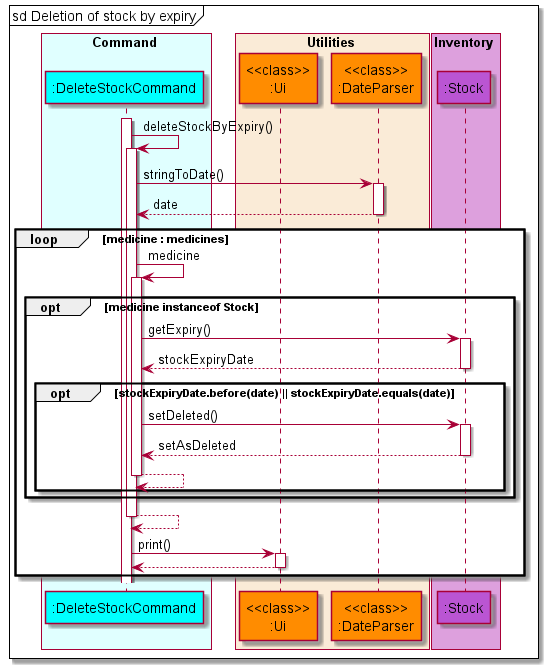 sd Deletion of stock by expiry
Command
Utilities
Inventory
:DeleteStockCommand
<<class>>
:Ui
<<class>>
:DateParser
:Stock
deleteStockByExpiry()
stringToDate()
date
loop [medicine : medicines]
medicine
opt [medicine instanceof Stock]
getExpiry()
stockExpiryDate
opt [stockExpiryDate.before(date) || stockExpiryDate.equals(date)]
setDeleted()
setAsDeleted
print()
:DeleteStockCommand
<<class>>
:Ui
<<class>>
:DateParser
:Stock